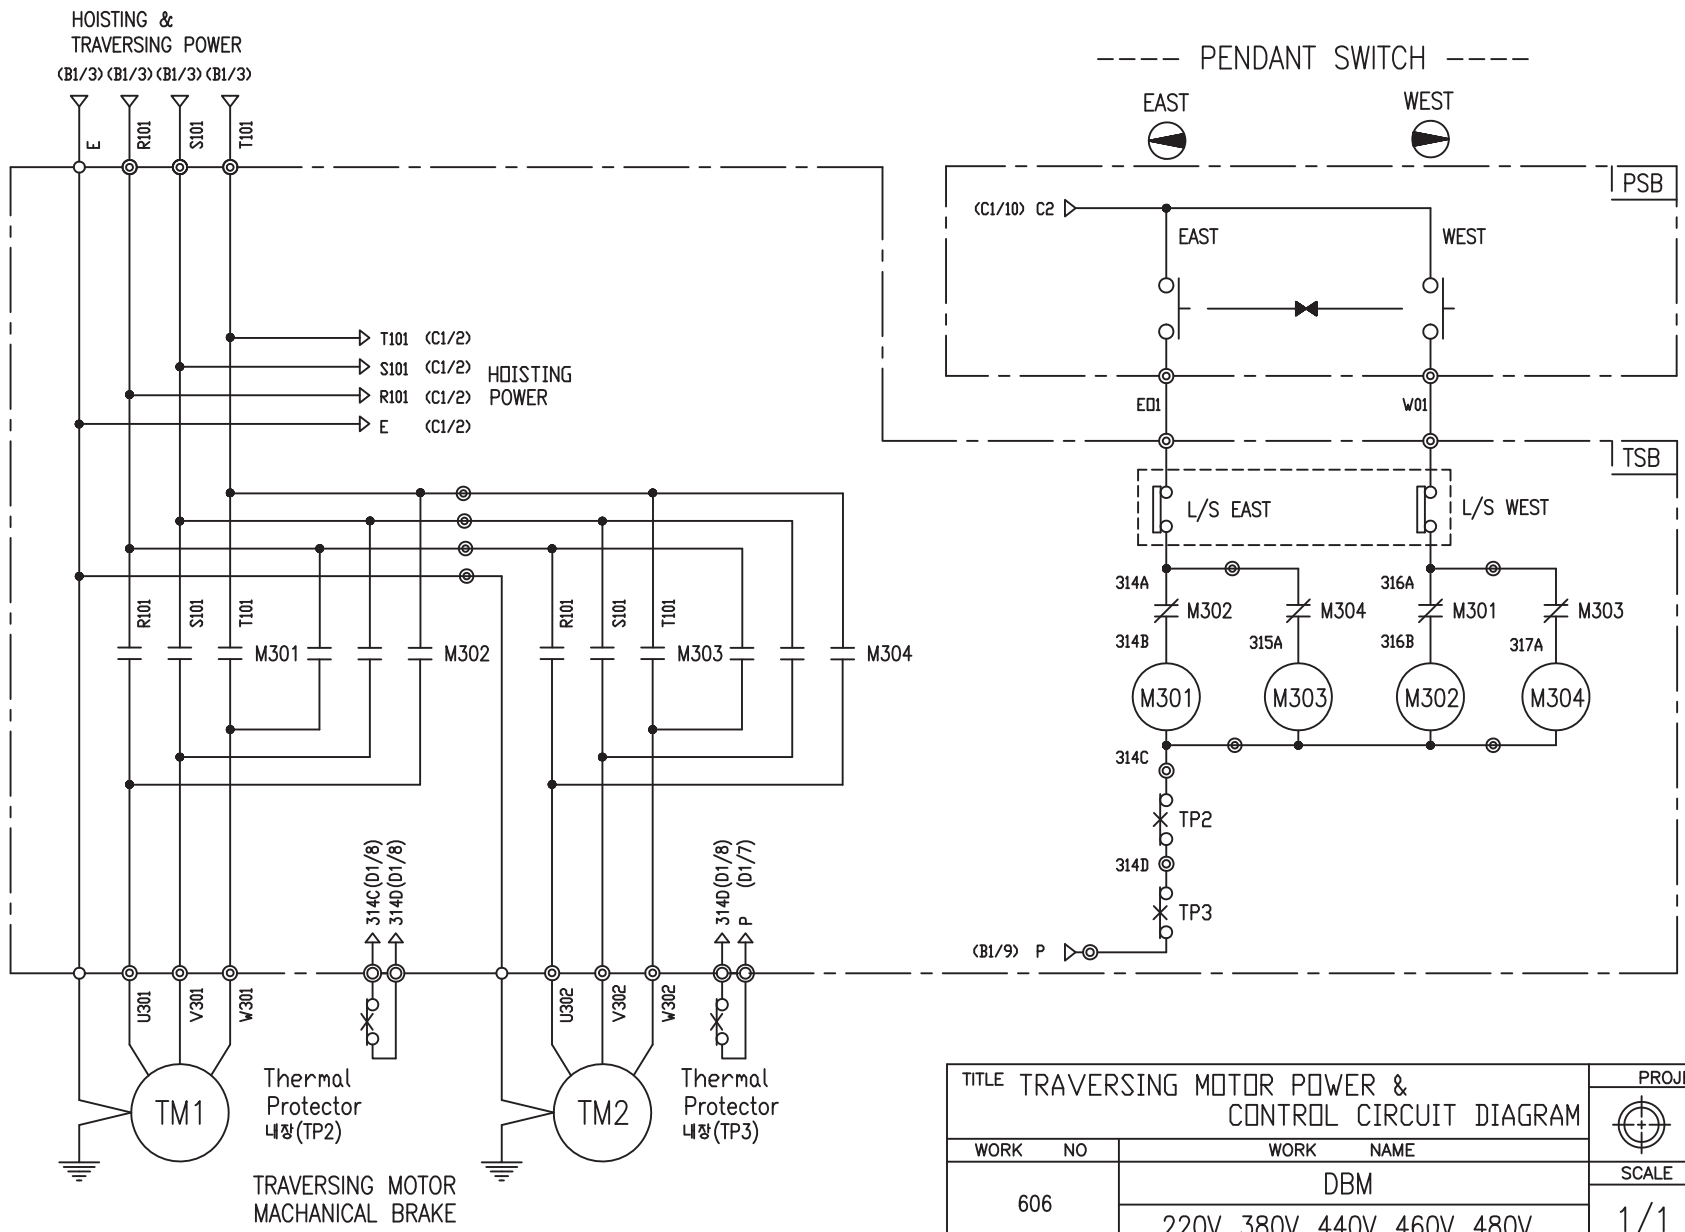 HOISTING &
TRAVERSING POWER
(B1/3) (B1/3) (B1/3) (B1/3)
E R101 S101 T101
T101 (C1/2)
S101 (C1/2)
R101 (C1/2)
E (C1/2)
HOISTING
POWER
R101 S101 T101 M301 M302
R101 S101 T101 M303 M304
314C(D1/8)
314D(D1/8)
314D(D1/8)
P (D1/7)
U301 V301 W301
U302 V302 W302
TM1
Thermal
Protector
내장(TP2)
TM2
Thermal
Protector
내장(TP3)
TRAVERSING MOTOR
MACHANICAL BRAKE
---- PENDANT SWITCH ----
EAST WEST
PSB
(C1/10) C2
EAST WEST
E01 W01
TSB
L/S EAST L/S WEST
314A 316A
M302 M304 M301 M303
314B 315A 316B 317A
M301 M303 M302 M304
314C
TP2
314D
TP3
(B1/9) P
TITLE TRAVERSING MOTOR POWER &
CONTROL CIRCUIT DIAGRAM
WORK NO WORK NAME
606
DBM
220V 380V 440V 460V 480V
SCALE
1/1